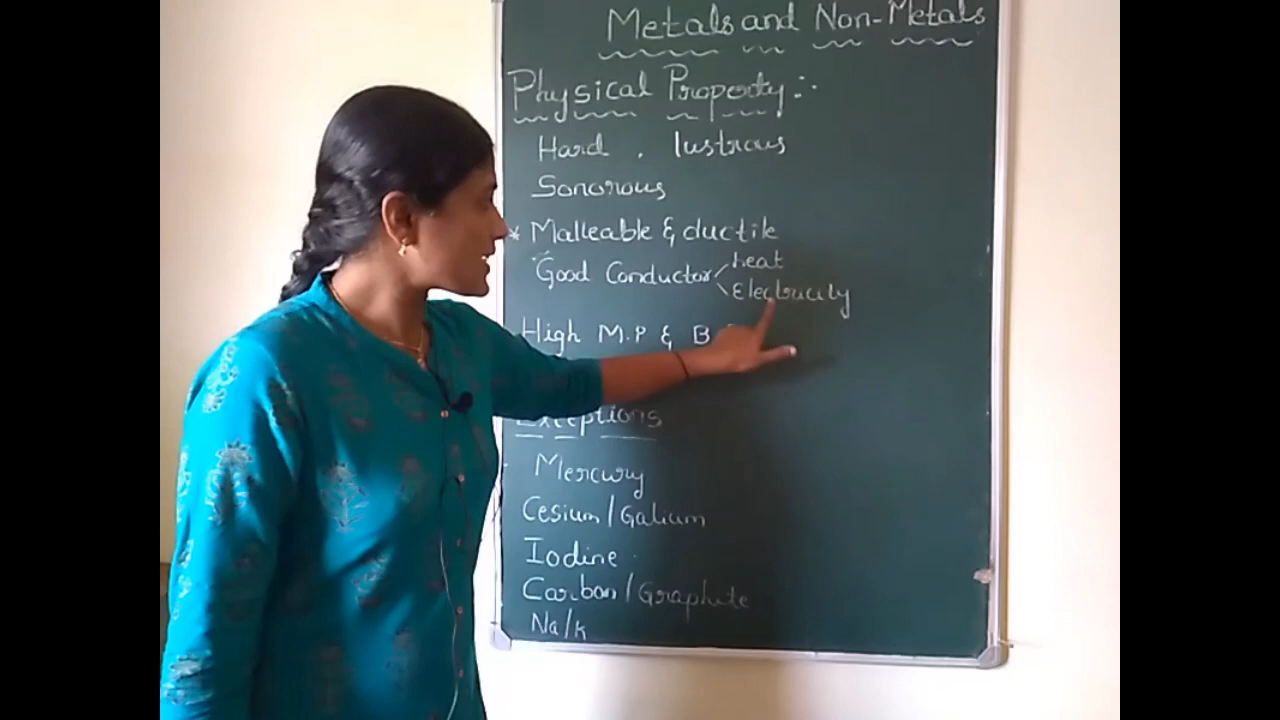 Metals and Non-Metals
Physical Property :-
Hard , lustrous
Sonorous
* Malleable & ductile
Good Conductor heat
Electricity
High M.P & B
Exceptions
Mercury
Cesium/Galium
Iodine
Carbon/Graphite
Na/K